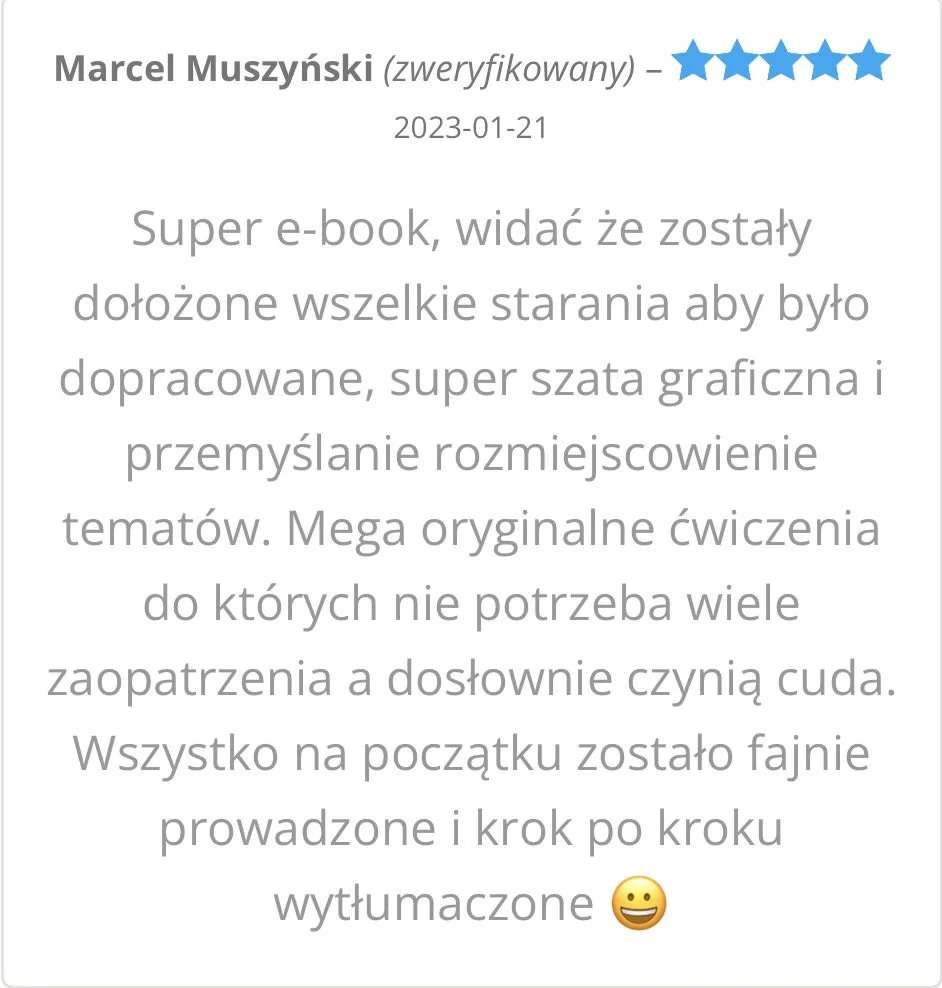 Marcel Muszyński (zweryfikowany) – ★★★★★
2023-01-21
Super e-book, widać że zostały
dołożone wszelkie starania aby było
dopracowane, super szata graficzna i
przemyślanie rozmiejscowienie
tematów. Mega oryginalne ćwiczenia
do których nie potrzeba wiele
zaopatrzenia a dosłownie czynią cuda.
Wszystko na początku zostało fajnie
prowadzone i krok po kroku
wytłumaczone 😀